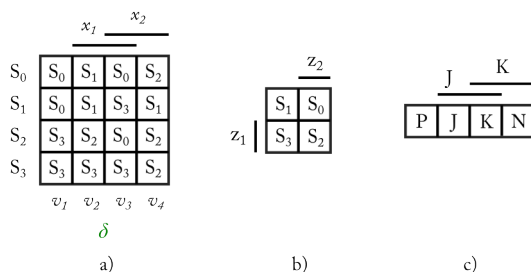 x₁ x₂
S₀ S₀ S₁ S₀ S₂
S₁ S₀ S₁ S₃ S₁
S₂ S₃ S₂ S₀ S₂
S₃ S₃ S₃ S₃ S₂
v₁ v₂ v₃ v₄
δ
a)
z₂
S₁ S₀
z₁ S₃ S₂
b)
J K
P J K N
c)